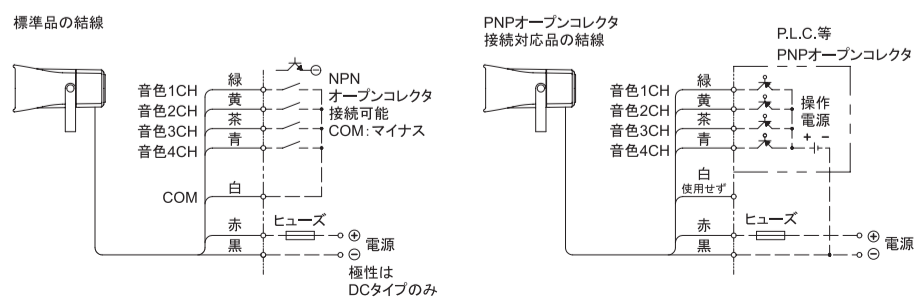 標準品の結線
緑
音色1CH
黄
音色2CH
茶
音色3CH
青
音色4CH
NPN
オープンコレクタ
接続可能
COM：マイナス
白
COM
赤
ヒューズ
⊕
黒
電源
⊖
極性は
DCタイプのみ
PNPオープンコレクタ
接続対応品の結線
P.L.C.等
PNPオープンコレクタ
緑
音色1CH
黄
音色2CH
茶
音色3CH
青
音色4CH
操作
電源
+ −
白
使用せず
赤
ヒューズ
⊕
黒
電源
⊖